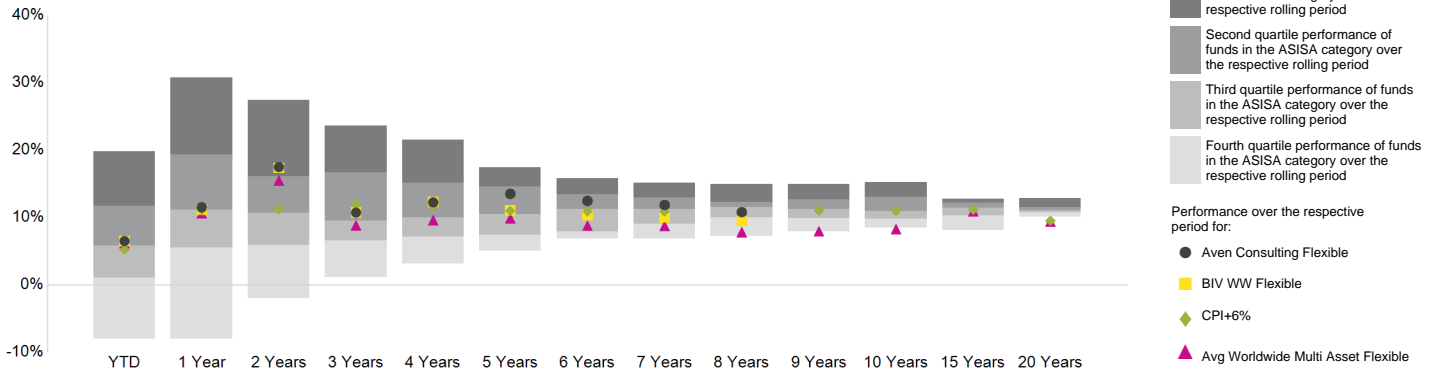 40%
30%
20%
10%
0%
-10%
YTD 1 Year 2 Years 3 Years 4 Years 5 Years 6 Years 7 Years 8 Years 9 Years 10 Years 15 Years 20 Years
respective rolling period
Second quartile performance of
funds in the ASISA category over
the respective rolling period
Third quartile performance of funds
in the ASISA category over the
respective rolling period
Fourth quartile performance of funds
in the ASISA category over the
respective rolling period
Performance over the respective
period for:
Aven Consulting Flexible
BIV WW Flexible
CPI+6%
Avg Worldwide Multi Asset Flexible